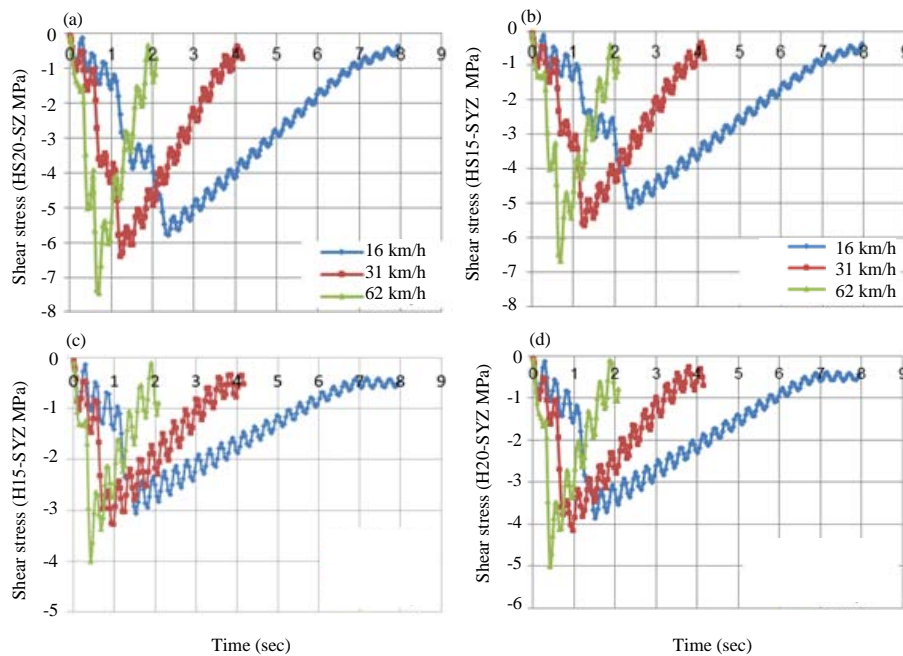 (a)
0
-1
-2
-3
-4
-5
-6
-7
-8
0 1 2 3 4 5 6 7 8 9
Shear stress (HS20-SZ MPa)
16 km/h
31 km/h
62 km/h
(b)
0
-1
-2
-3
-4
-5
-6
-7
-8
0 1 2 3 4 5 6 7 8 9
Shear stress (HS15-SYZ MPa)
16 km/h
31 km/h
62 km/h
(c)
0
-1
-2
-3
-4
-5
0 1 2 3 4 5 6 7 8 9
Shear stress (H15-SYZ MPa)
Time (sec)
(d)
0
-1
-2
-3
-4
-5
-6
0 1 2 3 4 5 6 7 8 9
Shear stress (H20-SYZ MPa)
Time (sec)